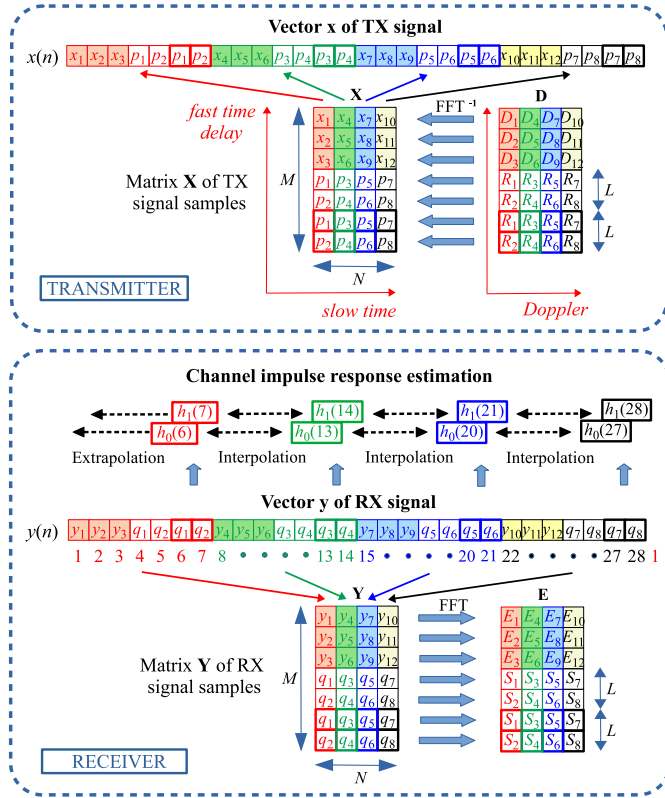 Vector x of TX signal
x(n) x1 x2 x3 p1 p2 p1 p2 x4 x5 x6 p3 p4 p3 p4 x7 x8 x9 p5 p6 p5 p6 x10 x11 x12 p7 p8 p7 p8
X FFT -1 D
fast time
delay
x1 x4 x7 x10 D1 D4 D7 D10
x2 x5 x8 x11 D2 D5 D8 D11
x3 x6 x9 x12 D3 D6 D9 D12
Matrix X of TX
signal samples
M
p1 p3 p5 p7 R1 R3 R5 R7
p2 p4 p6 p8 R2 R4 R6 R8
L
p1 p3 p5 p7 R1 R3 R5 R7
p2 p4 p6 p8 R2 R4 R6 R8
L
N
TRANSMITTER
slow time
Doppler
Channel impulse response estimation
h1(7) h1(14) h1(21) h1(28)
h0(6) h0(13) h0(20) h0(27)
Extrapolation Interpolation Interpolation Interpolation
Vector y of RX signal
y(n) y1 y2 y3 q1 q2 q1 q2 y4 y5 y6 q3 q4 q3 q4 y7 y8 y9 q5 q6 q5 q6 y10 y11 y12 q7 q8 q7 q8
1 2 3 4 5 6 7 8 • • • • 13 14 15 • • • • 20 21 22 • • • • 27 28 1
Y FFT E
y1 y4 y7 y10 E1 E4 E7 E10
y2 y5 y8 y11 E2 E5 E8 E11
y3 y6 y9 y12 E3 E6 E9 E12
Matrix Y of RX
signal samples
M
q1 q3 q5 q7 S1 S3 S5 S7
q2 q4 q6 q8 S2 S4 S6 S8
L
q1 q3 q5 q7 S1 S3 S5 S7
q2 q4 q6 q8 S2 S4 S6 S8
L
N
RECEIVER